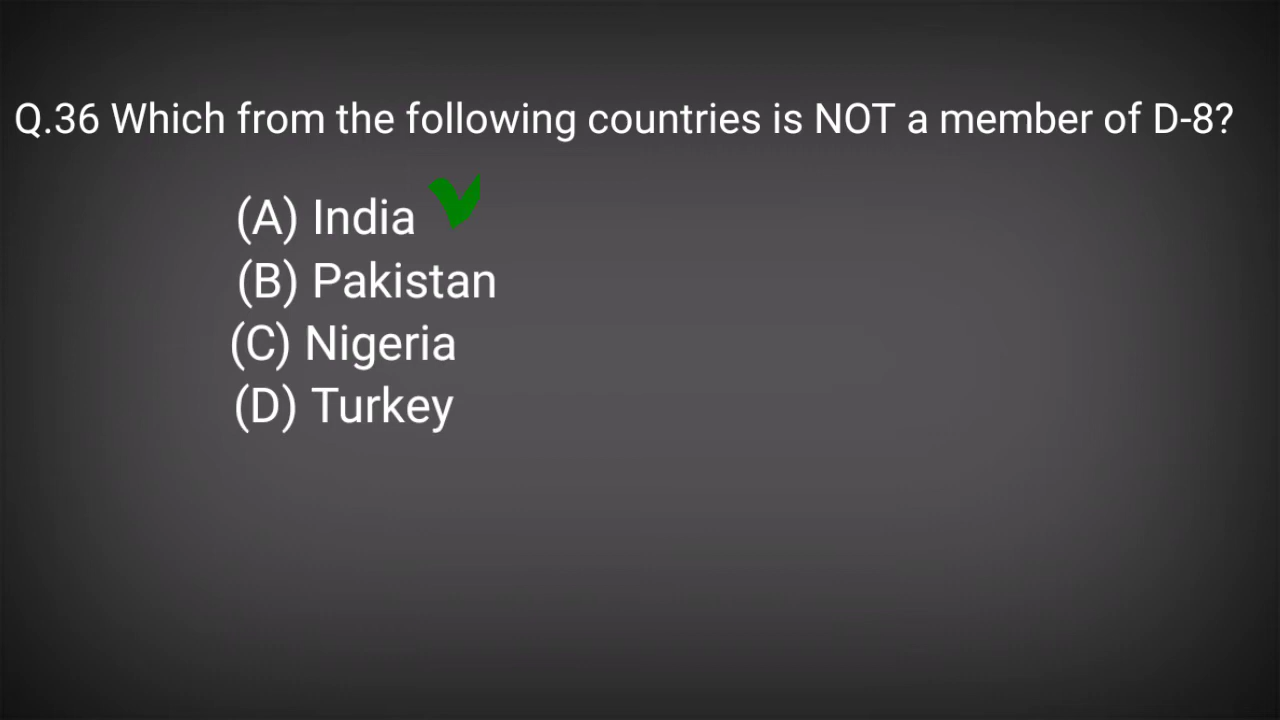 Q.36 Which from the following countries is NOT a member of D-8?
(A) India
(B) Pakistan
(C) Nigeria
(D) Turkey